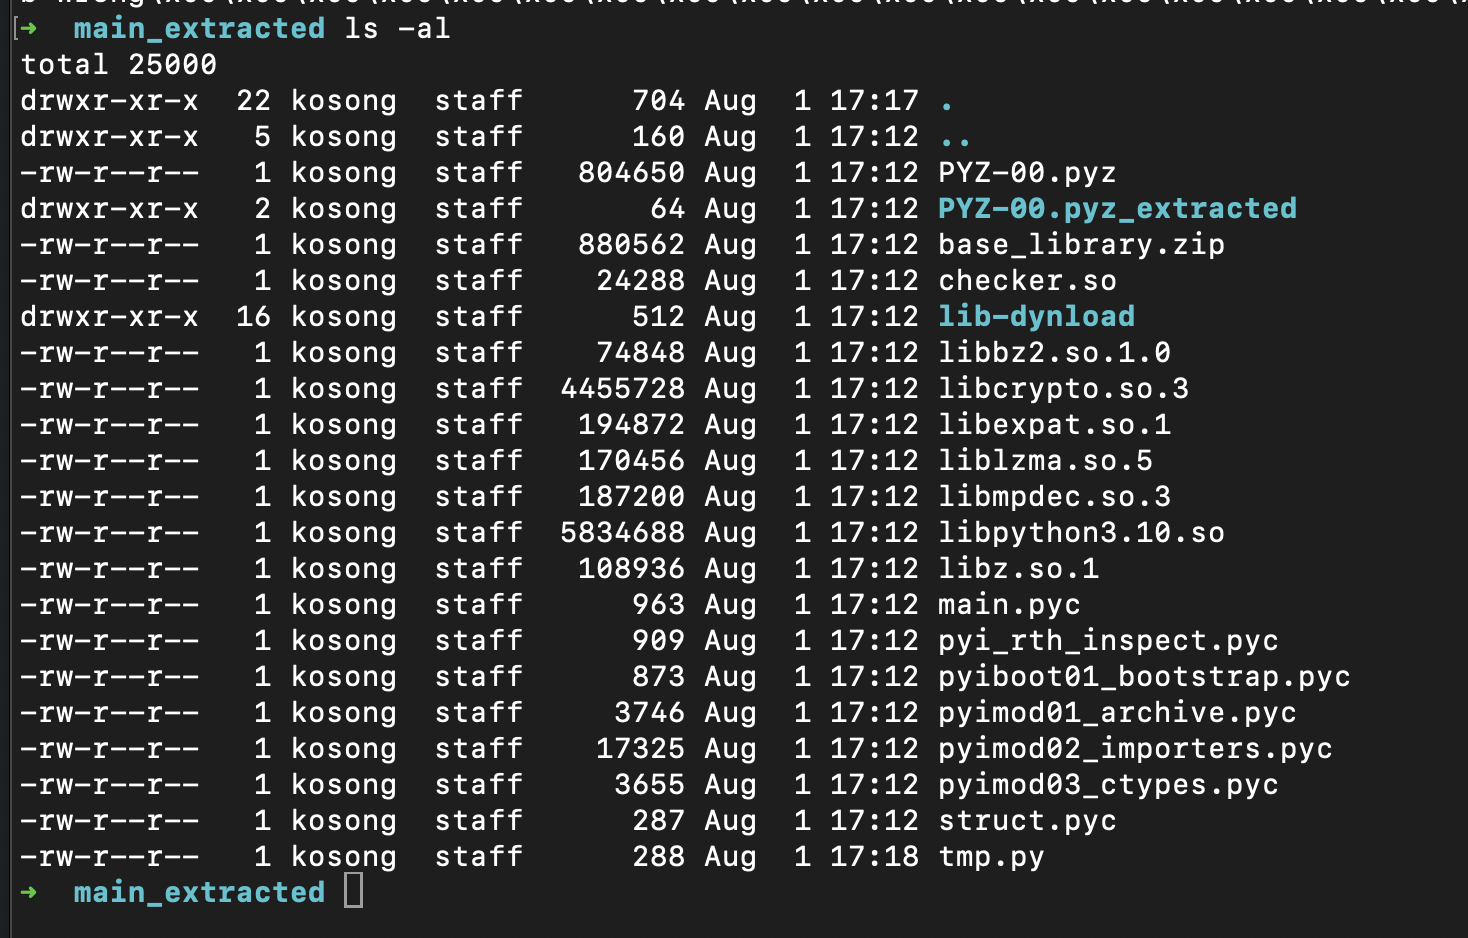 [➜  main_extracted ls -al
total 25000
drwxr-xr-x  22 kosong  staff      704 Aug  1 17:17 .
drwxr-xr-x   5 kosong  staff      160 Aug  1 17:12 ..
-rw-r--r--   1 kosong  staff   804650 Aug  1 17:12 PYZ-00.pyz
drwxr-xr-x   2 kosong  staff       64 Aug  1 17:12 PYZ-00.pyz_extracted
-rw-r--r--   1 kosong  staff   880562 Aug  1 17:12 base_library.zip
-rw-r--r--   1 kosong  staff    24288 Aug  1 17:12 checker.so
drwxr-xr-x  16 kosong  staff      512 Aug  1 17:12 lib-dynload
-rw-r--r--   1 kosong  staff    74848 Aug  1 17:12 libbz2.so.1.0
-rw-r--r--   1 kosong  staff  4455728 Aug  1 17:12 libcrypto.so.3
-rw-r--r--   1 kosong  staff   194872 Aug  1 17:12 libexpat.so.1
-rw-r--r--   1 kosong  staff   170456 Aug  1 17:12 liblzma.so.5
-rw-r--r--   1 kosong  staff   187200 Aug  1 17:12 libmpdec.so.3
-rw-r--r--   1 kosong  staff  5834688 Aug  1 17:12 libpython3.10.so
-rw-r--r--   1 kosong  staff   108936 Aug  1 17:12 libz.so.1
-rw-r--r--   1 kosong  staff      963 Aug  1 17:12 main.pyc
-rw-r--r--   1 kosong  staff      909 Aug  1 17:12 pyi_rth_inspect.pyc
-rw-r--r--   1 kosong  staff      873 Aug  1 17:12 pyiboot01_bootstrap.pyc
-rw-r--r--   1 kosong  staff     3746 Aug  1 17:12 pyimod01_archive.pyc
-rw-r--r--   1 kosong  staff    17325 Aug  1 17:12 pyimod02_importers.pyc
-rw-r--r--   1 kosong  staff     3655 Aug  1 17:12 pyimod03_ctypes.pyc
-rw-r--r--   1 kosong  staff      287 Aug  1 17:12 struct.pyc
-rw-r--r--   1 kosong  staff      288 Aug  1 17:18 tmp.py
➜  main_extracted